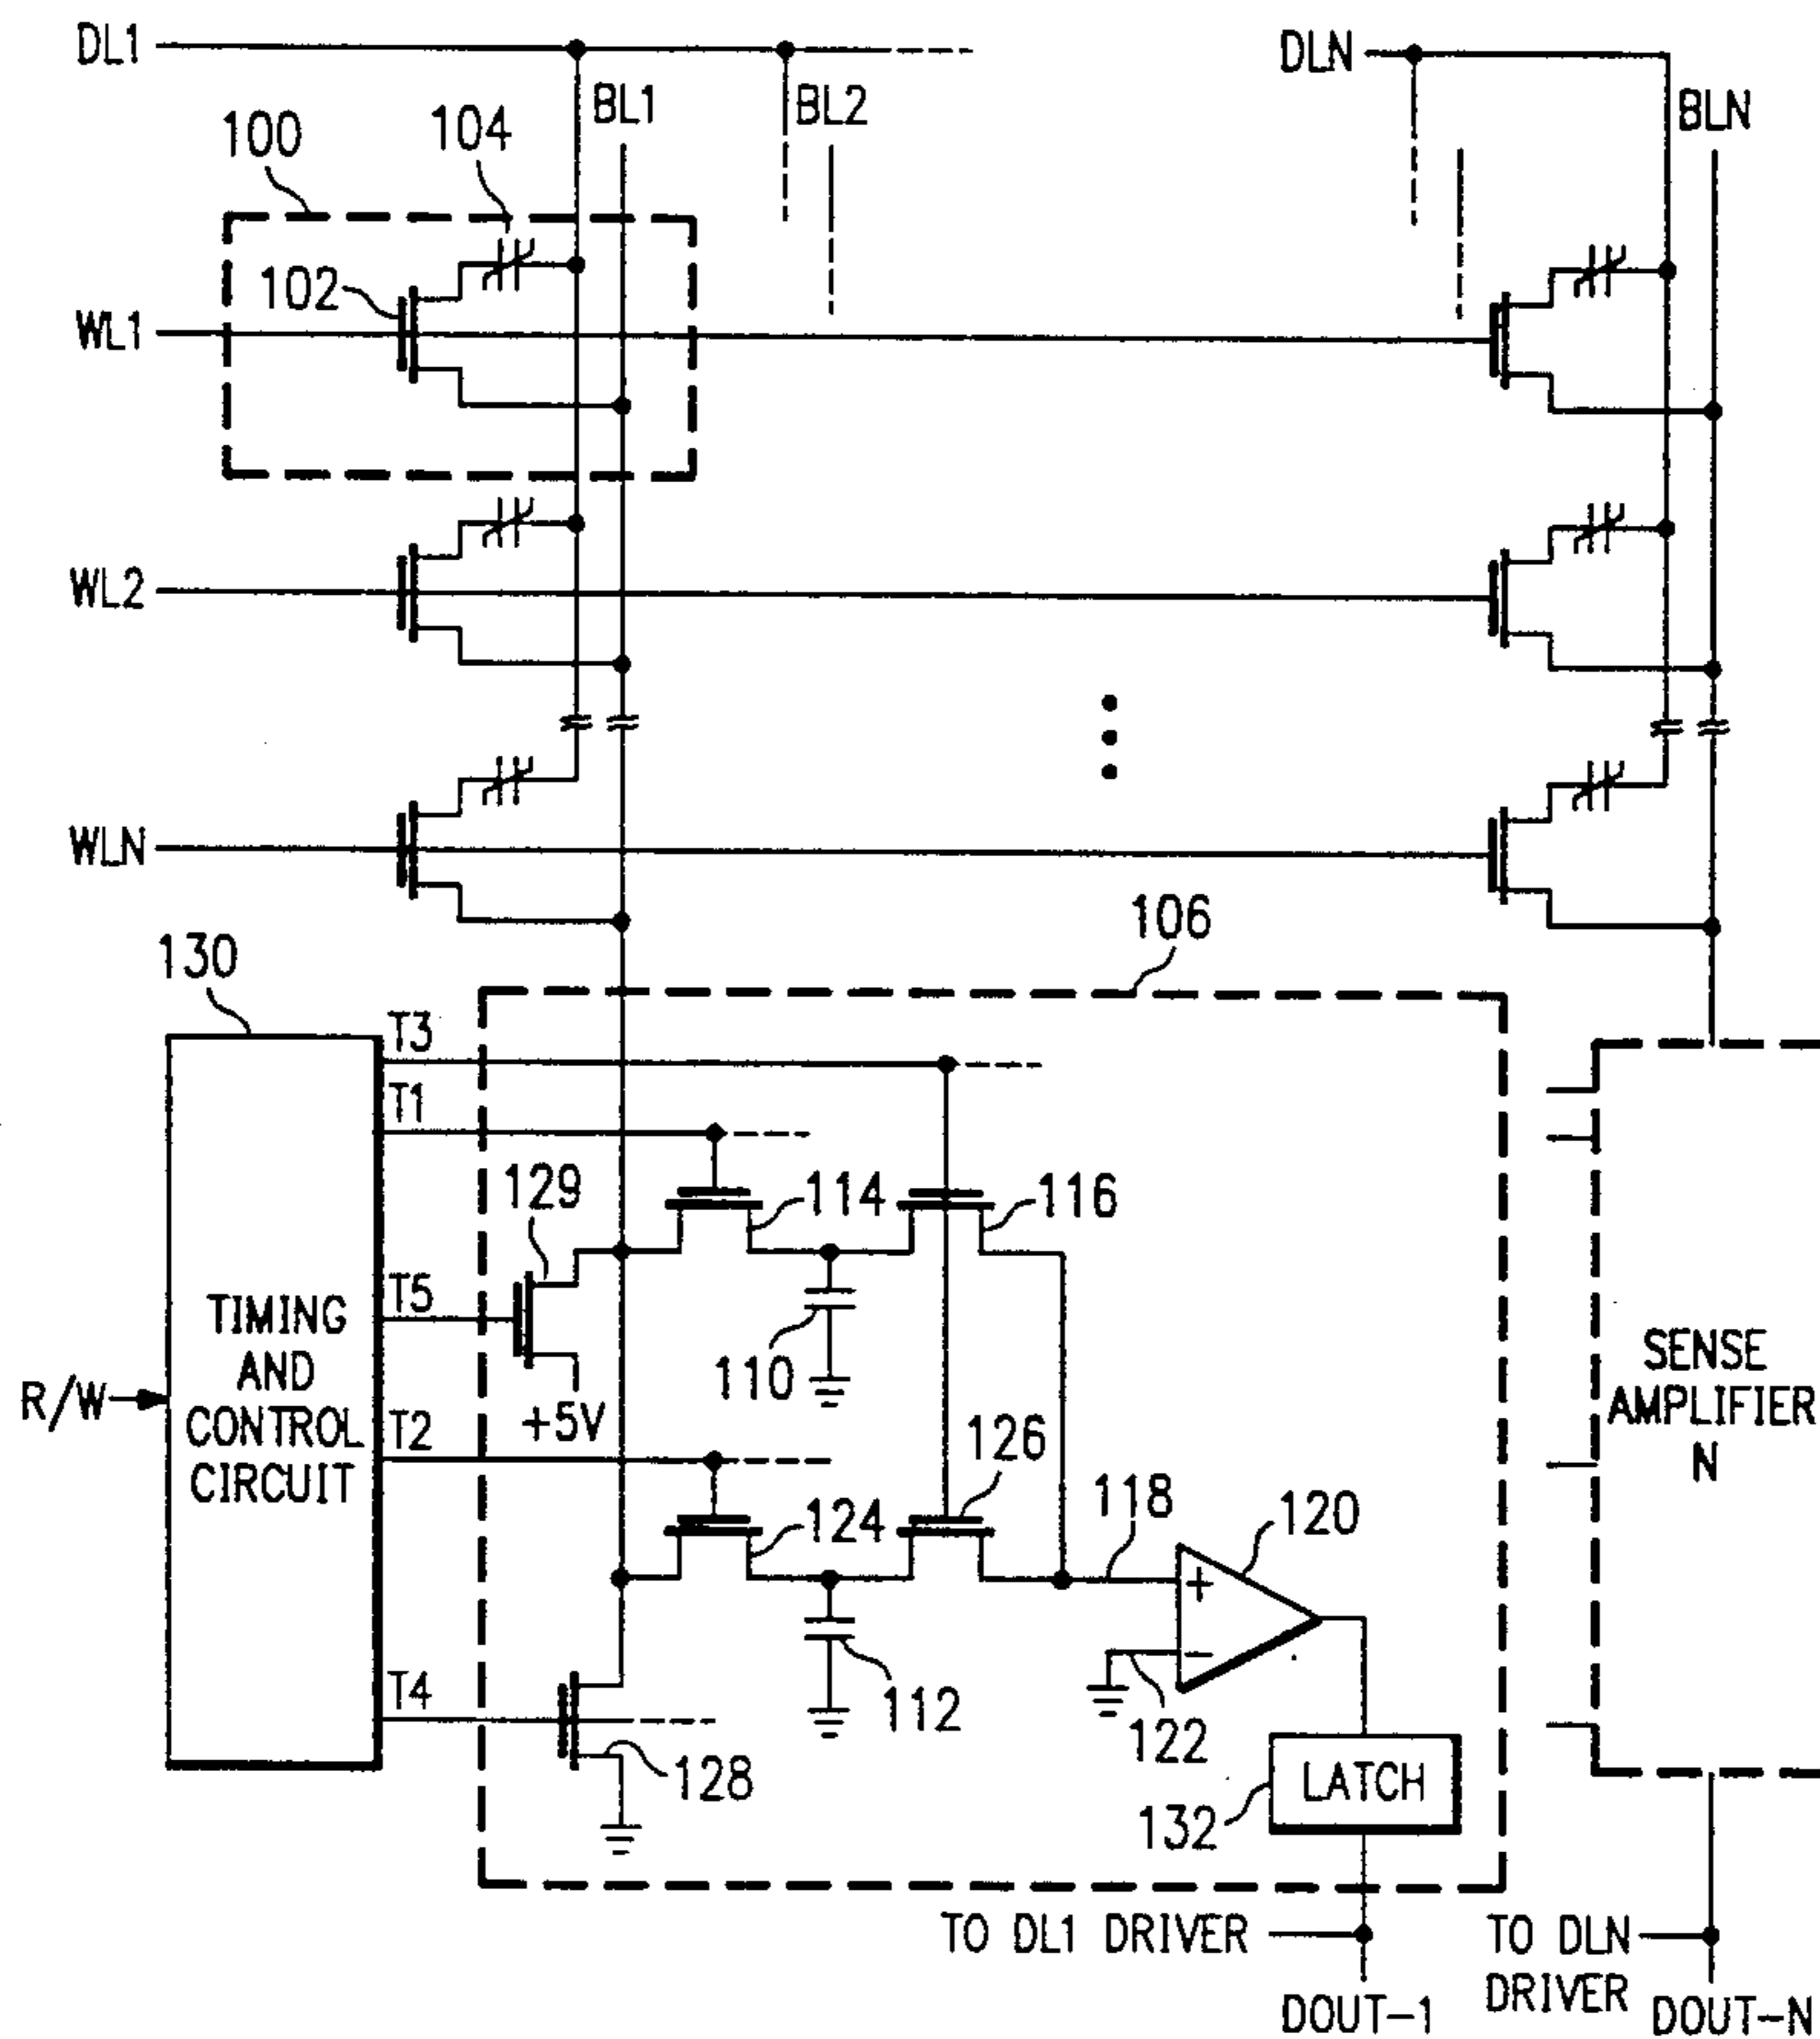 DL1
DLN
BL1
BL2
BLN
100
104
102
WL1
WL2
WLN
106
130
T3
T1
129
114
116
T5
TIMING
AND
CONTROL
CIRCUIT
R/W
+5V
110
T2
126
SENSE
AMPLIFIER
N
124
118
120
+
−
112
122
T4
128
LATCH
132
TO DL1 DRIVER
TO DLN
DRIVER
DOUT-1
DOUT-N